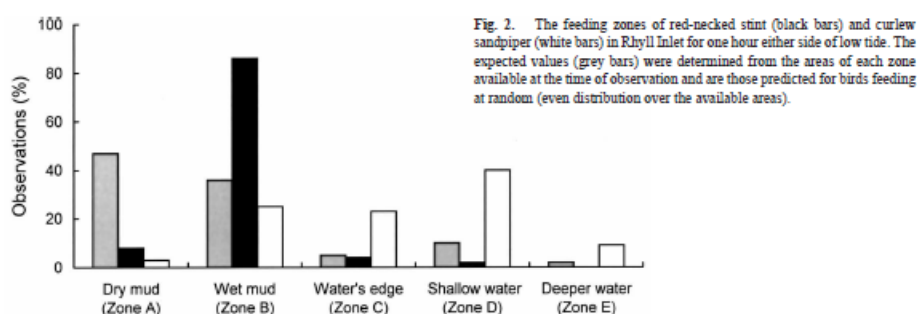 Fig. 2. The feeding zones of red-necked stint (black bars) and curlew
sandpiper (white bars) in Rhyll Inlet for one hour either side of low tide. The
expected values (grey bars) were determined from the areas of each zone
available at the time of observation and are those predicted for birds feeding
at random (even distribution over the available areas).
Observations (%)
100
80
60
40
20
0
Dry mud Wet mud Water's edge Shallow water Deeper water
(Zone A) (Zone B) (Zone C) (Zone D) (Zone E)